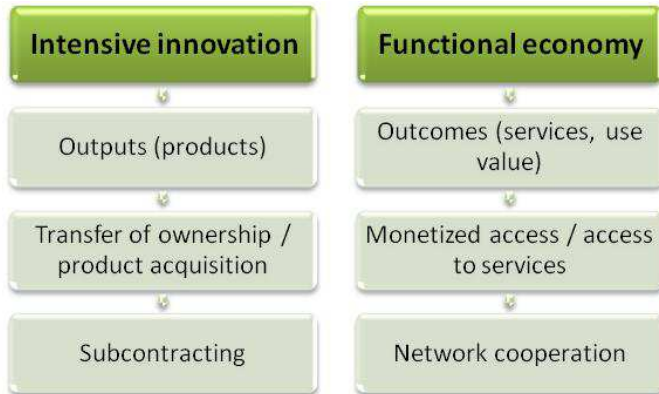 Intensive innovation
Outputs (products)
Transfer of ownership /
product acquisition
Subcontracting
Functional economy
Outcomes (services, use
value)
Monetized access / access
to services
Network cooperation